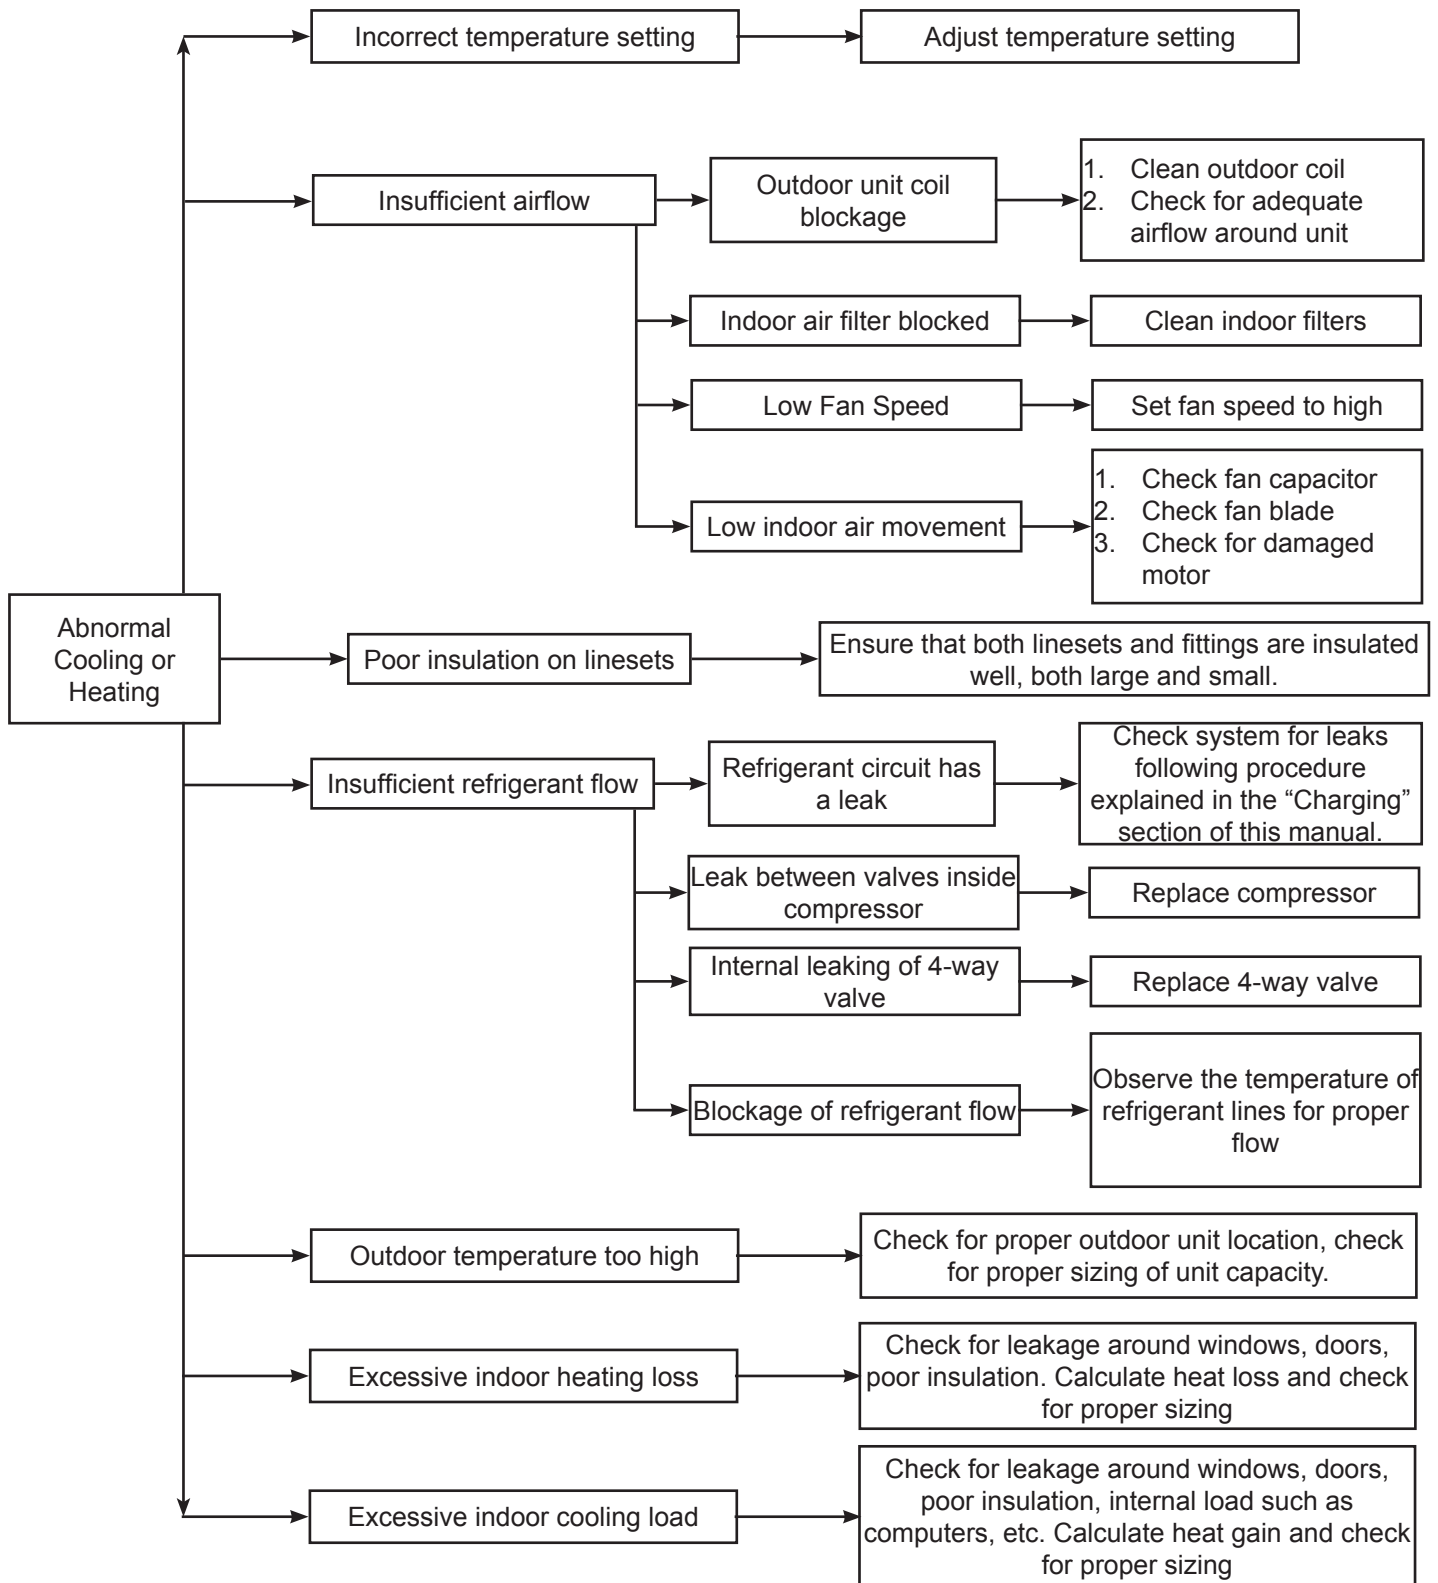 Incorrect temperature setting
Adjust temperature setting
Insufficient airflow
Outdoor unit coil
blockage
1. Clean outdoor coil
2. Check for adequate
airflow around unit
Indoor air filter blocked
Clean indoor filters
Low Fan Speed
Set fan speed to high
Low indoor air movement
1. Check fan capacitor
2. Check fan blade
3. Check for damaged
motor
Abnormal
Cooling or
Heating
Poor insulation on linesets
Ensure that both linesets and fittings are insulated
well, both large and small.
Insufficient refrigerant flow
Refrigerant circuit has
a leak
Check system for leaks
following procedure
explained in the “Charging”
section of this manual.
Leak between valves inside
compressor
Replace compressor
Internal leaking of 4-way
valve
Replace 4-way valve
Blockage of refrigerant flow
Observe the temperature of
refrigerant lines for proper
flow
Outdoor temperature too high
Check for proper outdoor unit location, check
for proper sizing of unit capacity.
Excessive indoor heating loss
Check for leakage around windows, doors,
poor insulation. Calculate heat loss and check
for proper sizing
Excessive indoor cooling load
Check for leakage around windows, doors,
poor insulation, internal load such as
computers, etc. Calculate heat gain and check
for proper sizing